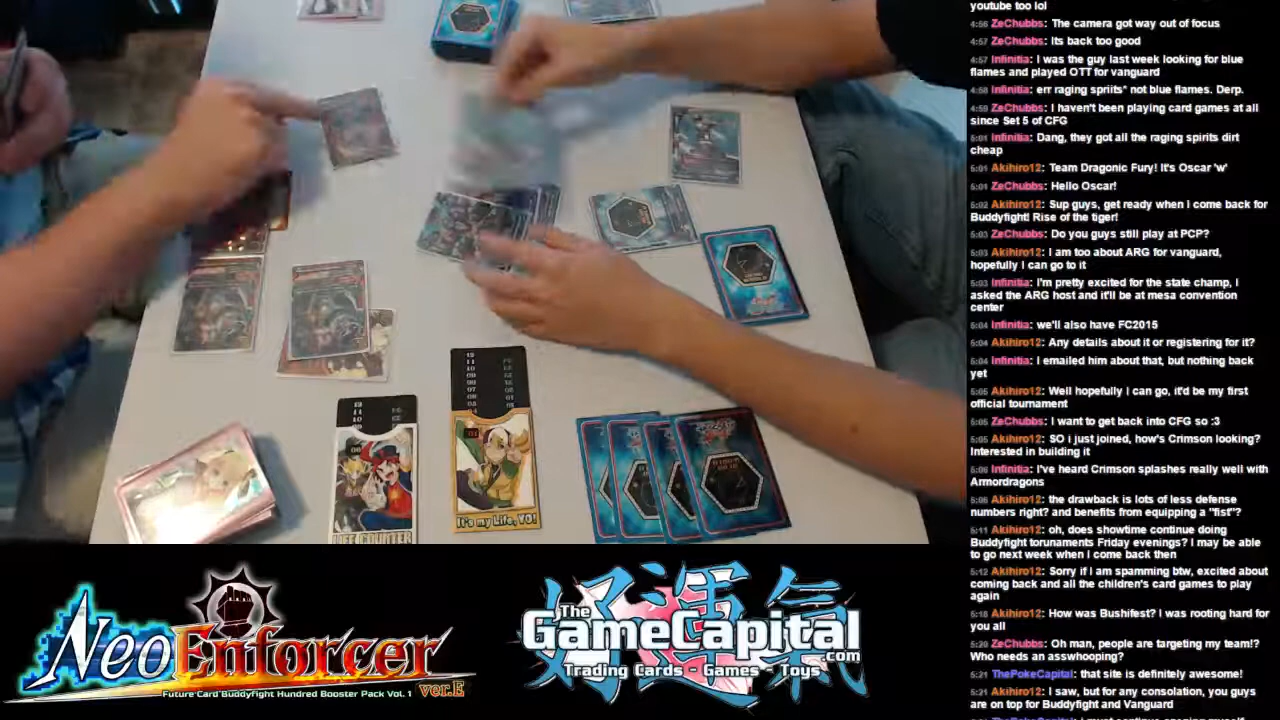 youtube too lol
4:56 ZeChubbs: The camera got way out of focus
4:57 ZeChubbs: Its back too good
4:57 Infinitia: I was the guy last week looking for blue
flames and played OTT for vanguard
4:58 Infinitia: err raging spriits* not blue flames. Derp.
4:59 ZeChubbs: I haven't been playing card games at all
since Set 5 of CFG
5:01 Infinitia: Dang, they got all the raging spirits dirt
cheap
5:01 Akihiro12: Team Dragonic Fury! It's Oscar 'w'
ZeChubbs: Hello Oscar!
5:02 Akihiro12: Sup guys, get ready when I come back for
Buddyfight! Rise of the tiger!
5:03 ZeChubbs: Do you guys still play at PCP?
5:03 Akihiro12: I am too about ARG for vanguard,
hopefully I can go to it
5:03 Infinitia: I'm pretty excited for the state champ, I
asked the ARG host and it'll be at mesa convention
center
5:04 Infinitia: we'll also have FC2015
5:04 Akihiro12: Any details about it or registering for it?
5:04 Infinitia: I emailed him about that, but nothing back
yet
5:05 Akihiro12: Well hopefully I can go, it'd be my first
official tournament
5:05 ZeChubbs: I want to get back into CFG so :3
5:05 Akihiro12: SO i just joined, how's Crimson looking?
Interested in building it
5:06 Infinitia: I've heard Crimson splashes really well with
Armordragons
5:06 Akihiro12: the drawback is lots of less defense
numbers right? and benefits from equipping a "fist"?
5:11 Akihiro12: oh, does showtime continue doing
Buddyfight torunaments Friday evenings? I may be able
to go next week when I come back then
5:12 Akihiro12: Sorry if I am spamming btw, excited about
coming back and all the children's card games to play
again
5:18 Akihiro12: How was Bushifest? I was rooting hard for
you all
5:20 ZeChubbs: Oh man, people are targeting my team!?
Who needs an asswhooping?
5:21 ThePokeCapital: that site is definitely awesome!
5:21 Akihiro12: I saw, but for any consolation, you guys
are on top for Buddyfight and Vanguard
It's my Life, YO!
LIFE COUNTER
NeoEnforcer
ver.E
Future Card Buddyfight Hundred Booster Pack Vol. 1
好運氣
The
GameCapital
.com
Trading Cards - Games - Toys